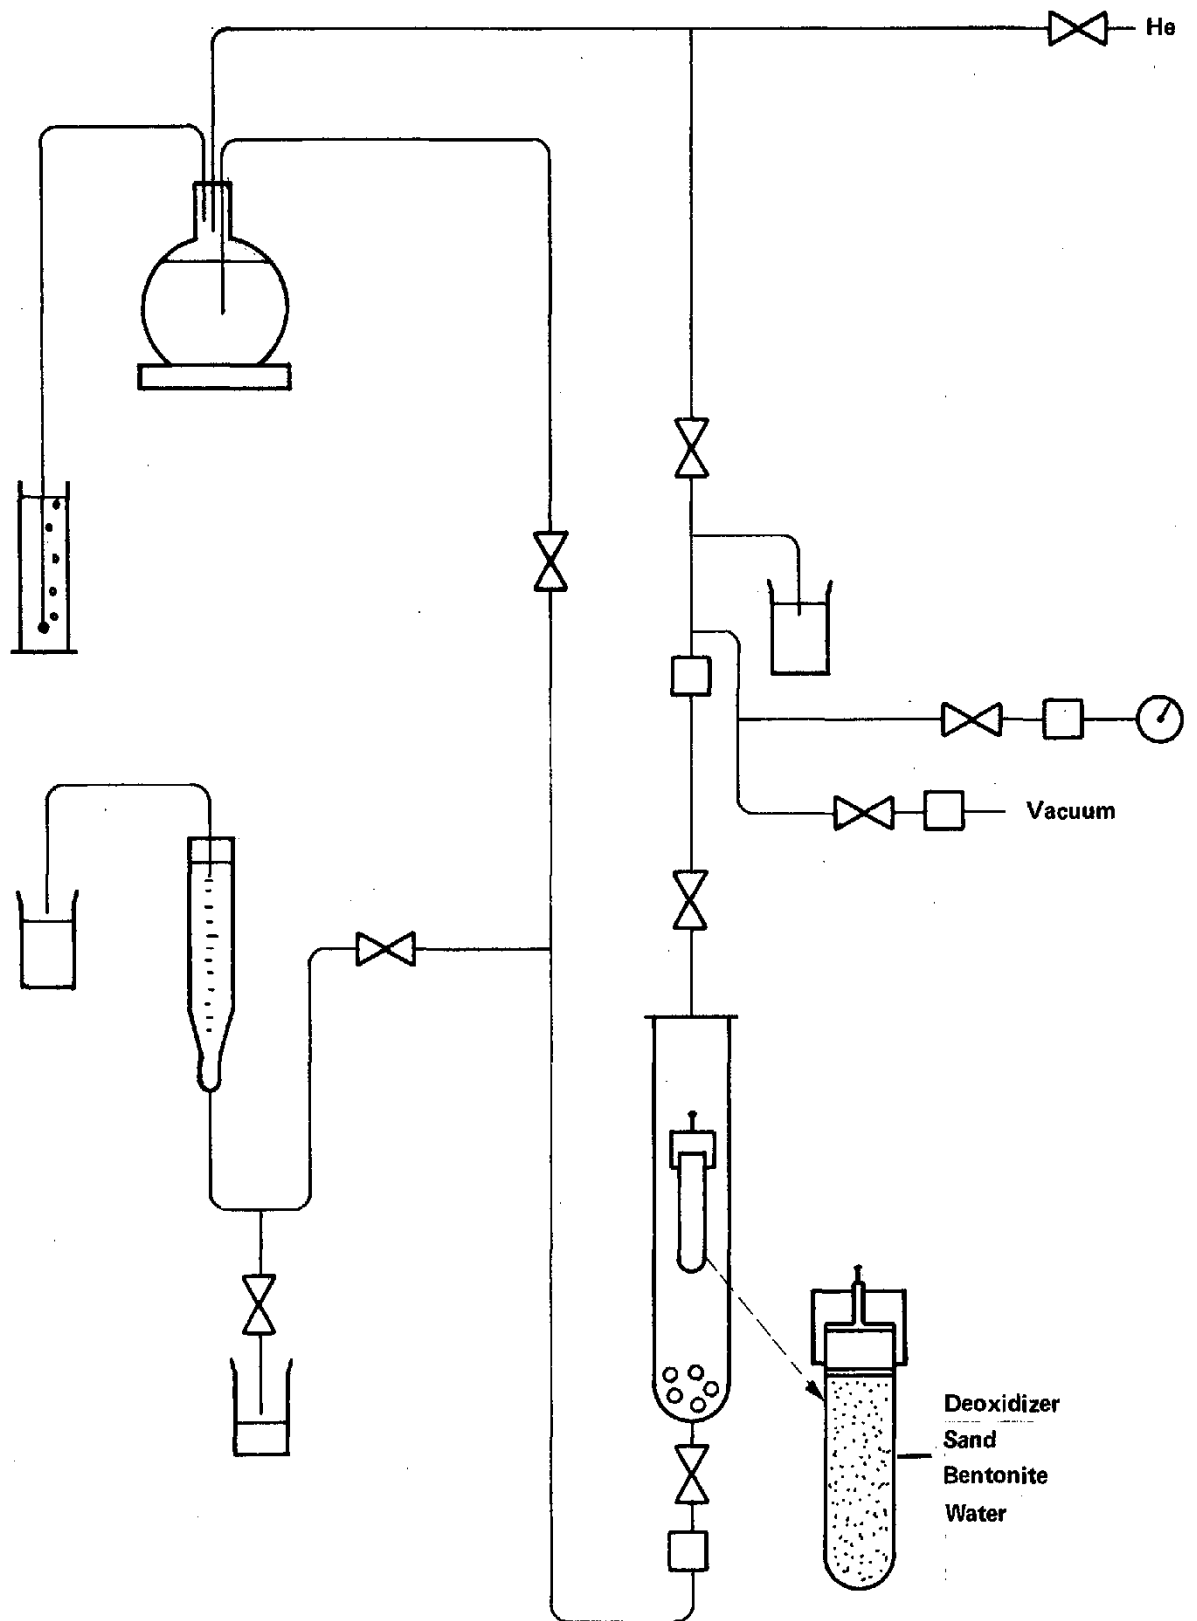 He
Vacuum
Deoxidizer
Sand
Bentonite
Water